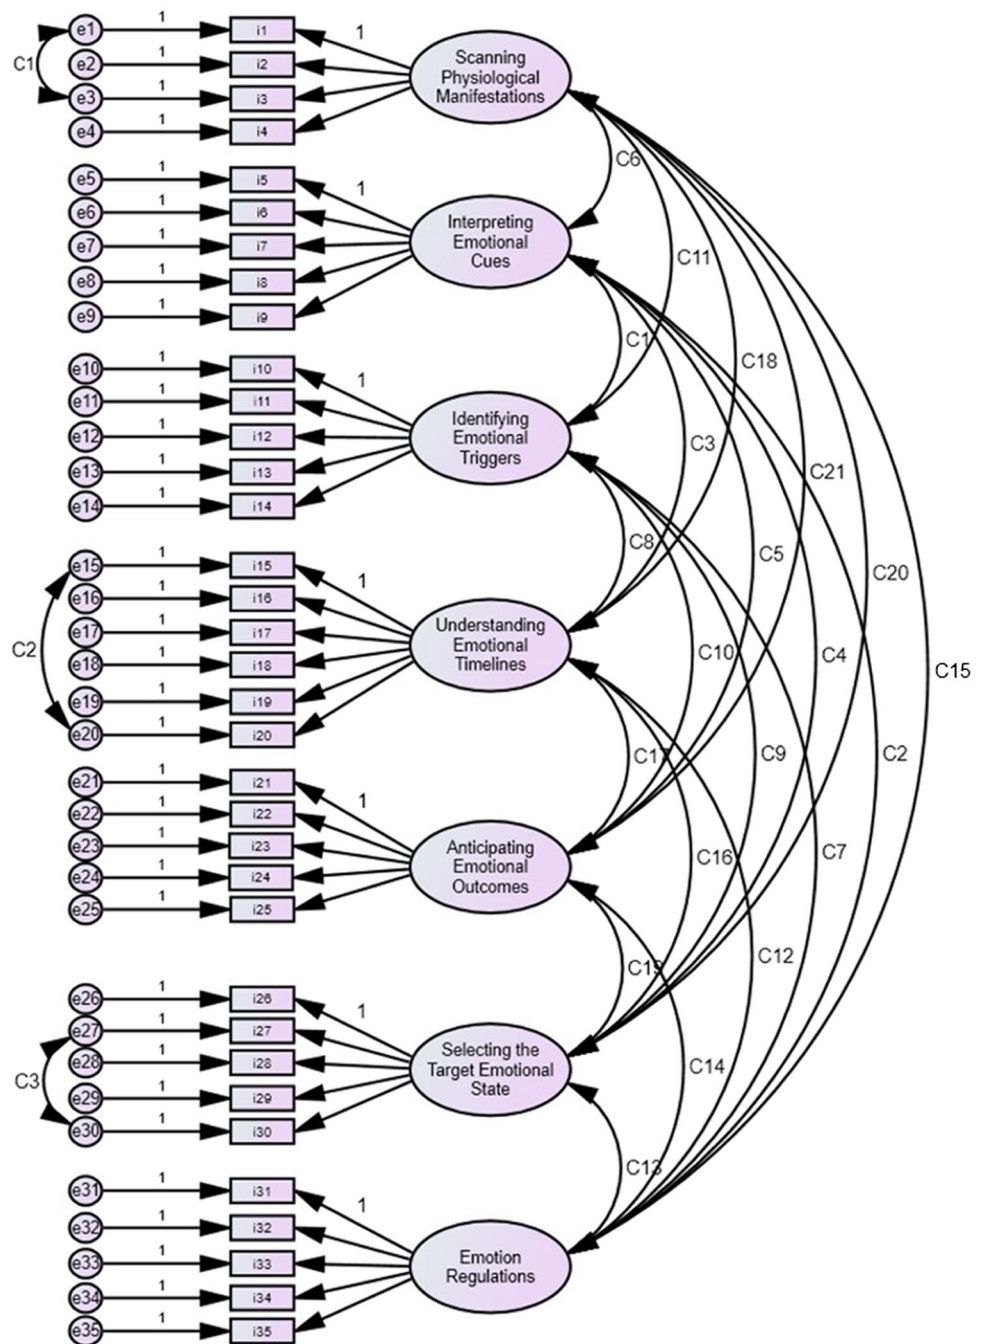 e1 1 i1 1
C1
e2 1 i2
e3 1 i3
e4 1 i4
Scanning
Physiological
Manifestations
C6
e5 1 i5 1
e6 1 i6
e7 1 i7
e8 1 i8
e9 1 i9
Interpreting
Emotional
Cues
C11
C1
C18
e10 1 i10 1
e11 1 i11
e12 1 i12
e13 1 i13
e14 1 i14
Identifying
Emotional
Triggers
C3
C21
C8
C5
C20
e15 1 i15 1
e16 1 i16
e17 1 i17
e18 1 i18
e19 1 i19
e20 1 i20
C2
Understanding
Emotional
Timelines
C10
C4
C15
C17
C9
C2
e21 1 i21 1
e22 1 i22
e23 1 i23
e24 1 i24
e25 1 i25
Anticipating
Emotional
Outcomes
C16
C7
C19
C12
e26 1 i26 1
e27 1 i27
e28 1 i28
e29 1 i29
e30 1 i30
C3
Selecting the
Target Emotional
State
C14
C13
e31 1 i31 1
e32 1 i32
e33 1 i33
e34 1 i34
e35 1 i35
Emotion
Regulations